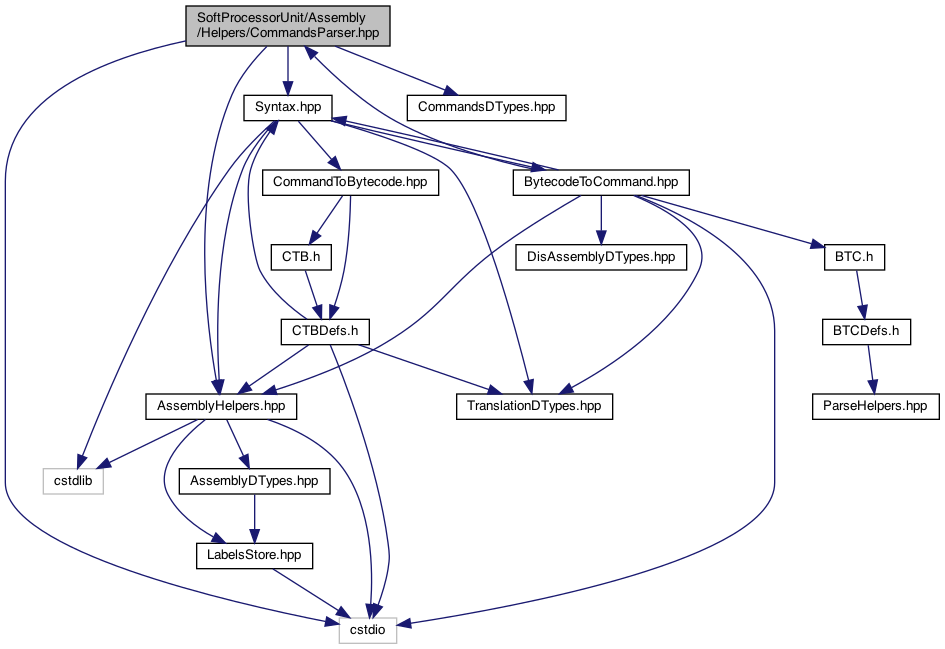 SoftProcessorUnit/Assembly
/Helpers/CommandsParser.hpp
Syntax.hpp
CommandsDTypes.hpp
CommandToBytecode.hpp
BytecodeToCommand.hpp
CTB.h
DisAssemblyDTypes.hpp
BTC.h
CTBDefs.h
BTCDefs.h
AssemblyHelpers.hpp
TranslationDTypes.hpp
ParseHelpers.hpp
cstdlib
AssemblyDTypes.hpp
LabelsStore.hpp
cstdio